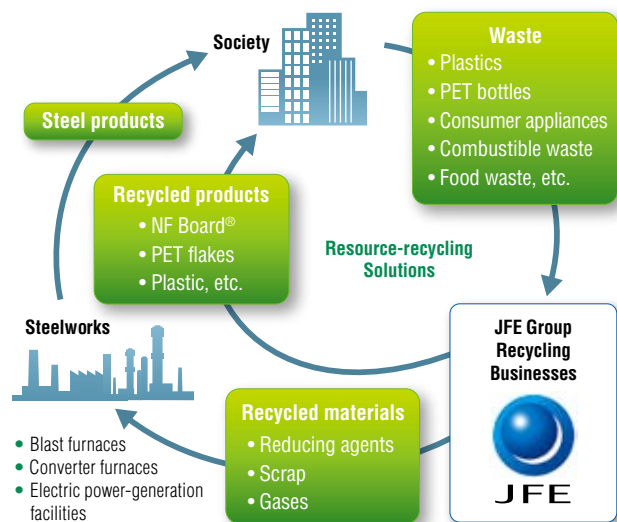 Society
Waste
• Plastics
• PET bottles
• Consumer appliances
• Combustible waste
• Food waste, etc.
Steel products
Recycled products
• NF Board®
• PET flakes
• Plastic, etc.
Resource-recycling
Solutions
Steelworks
• Blast furnaces
• Converter furnaces
• Electric power-generation
facilities
Recycled materials
• Reducing agents
• Scrap
• Gases
JFE Group
Recycling
Businesses
JFE